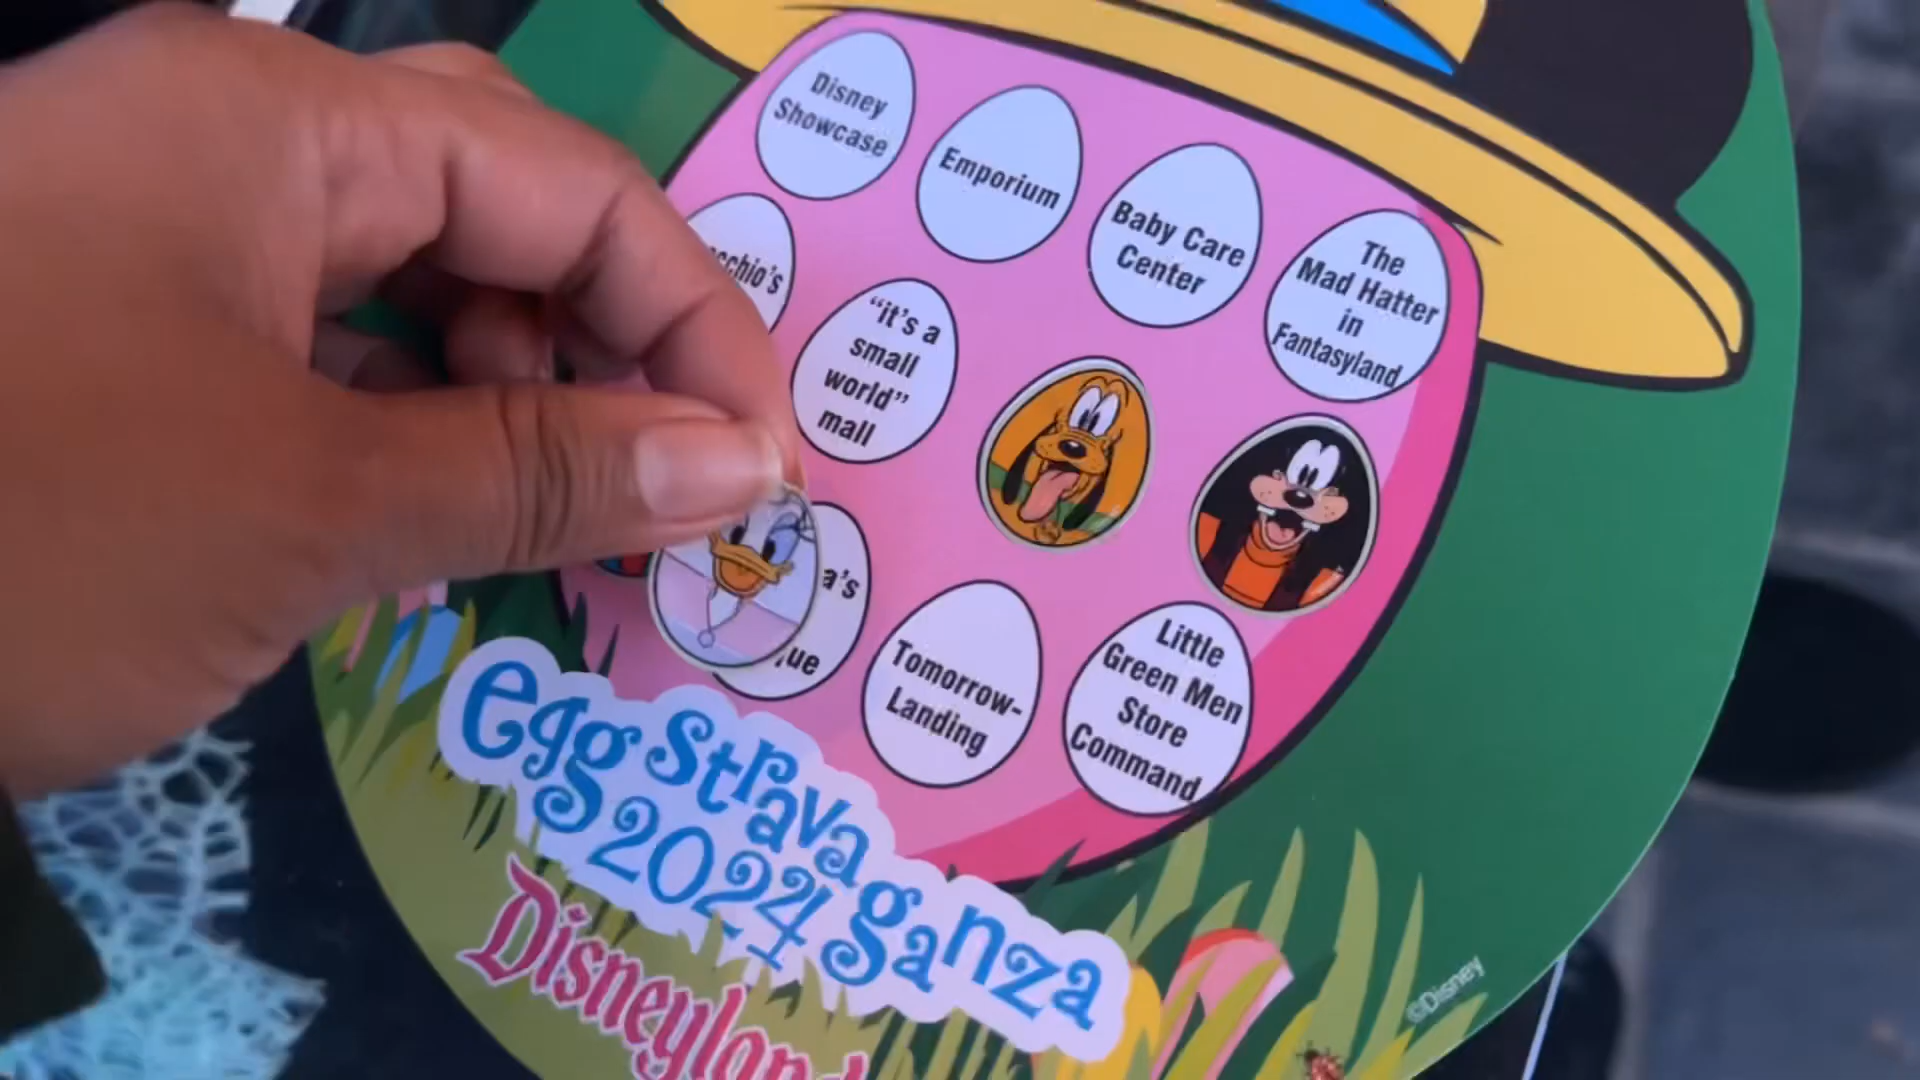 Disney
Showcase
Emporium
Baby Care
Center
The
Mad Hatter
in
Fantasyland
"it's a
small
world"
mall
Tomorrow-
Landing
Little
Green Men
Store
Command
eggstravaganza
2024
Disneyland
©Disney